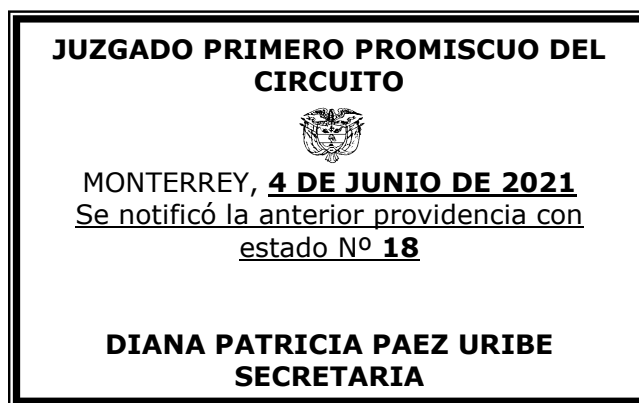 JUZGADO PRIMERO PROMISCUO DEL
CIRCUITO
MONTERREY, 4 DE JUNIO DE 2021
Se notificó la anterior providencia con
estado Nº 18
DIANA PATRICIA PAEZ URIBE
SECRETARIA